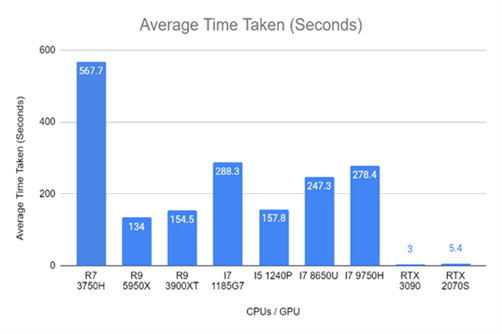 Average Time Taken (Seconds)
Average Time Taken (Seconds)
600
400
200
0
567.7
134
154.5
288.3
157.8
247.3
278.4
3
5.4
R7 3750H
R9 5950X
R9 3900XT
I7 1185G7
I5 1240P
I7 8650U
I7 9750H
RTX 3090
RTX 2070S
CPUs / GPU